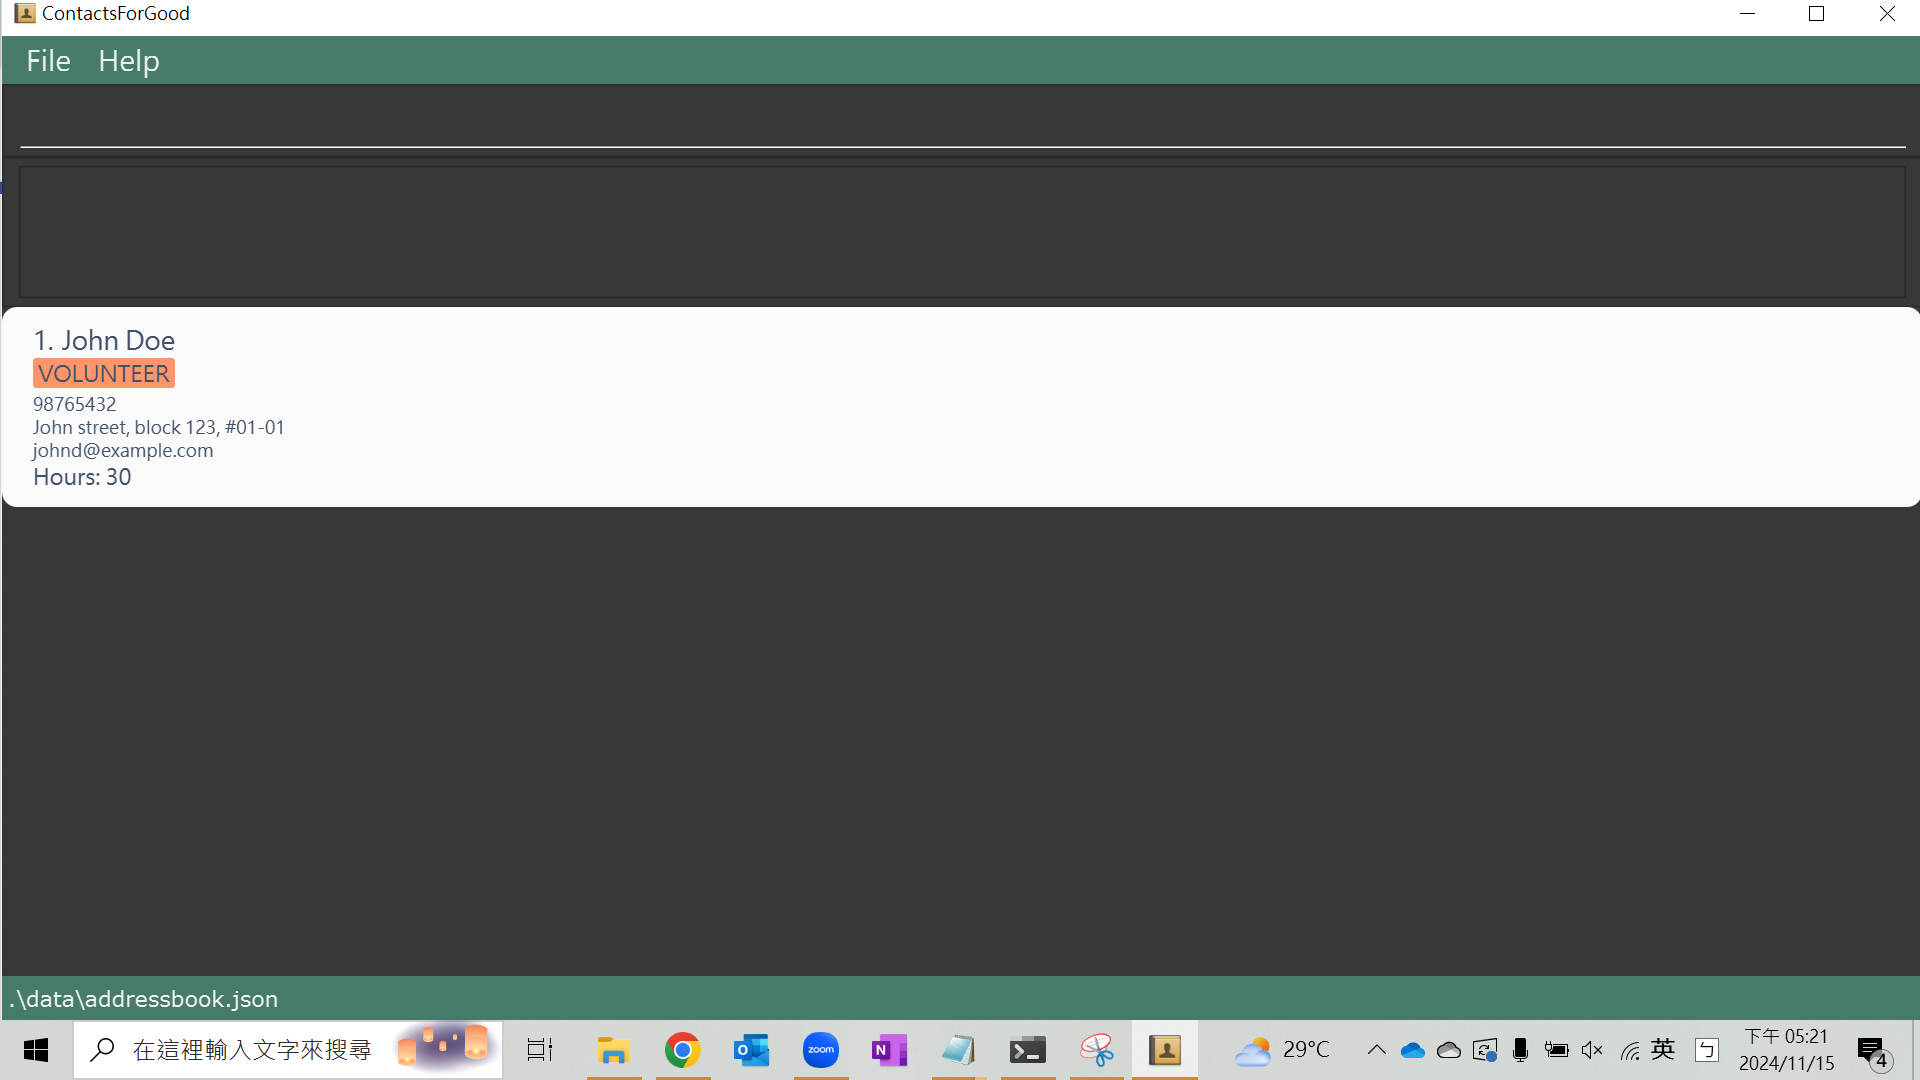 ContactsForGood
File Help
1. John Doe
VOLUNTEER
98765432
John street, block 123, #01-01
johnd@example.com
Hours: 30
.\data\addressbook.json
在這裡輸入文字來搜尋
zoom
N
29°C
英
ㄅ
下午 05:21
2024/11/15
4